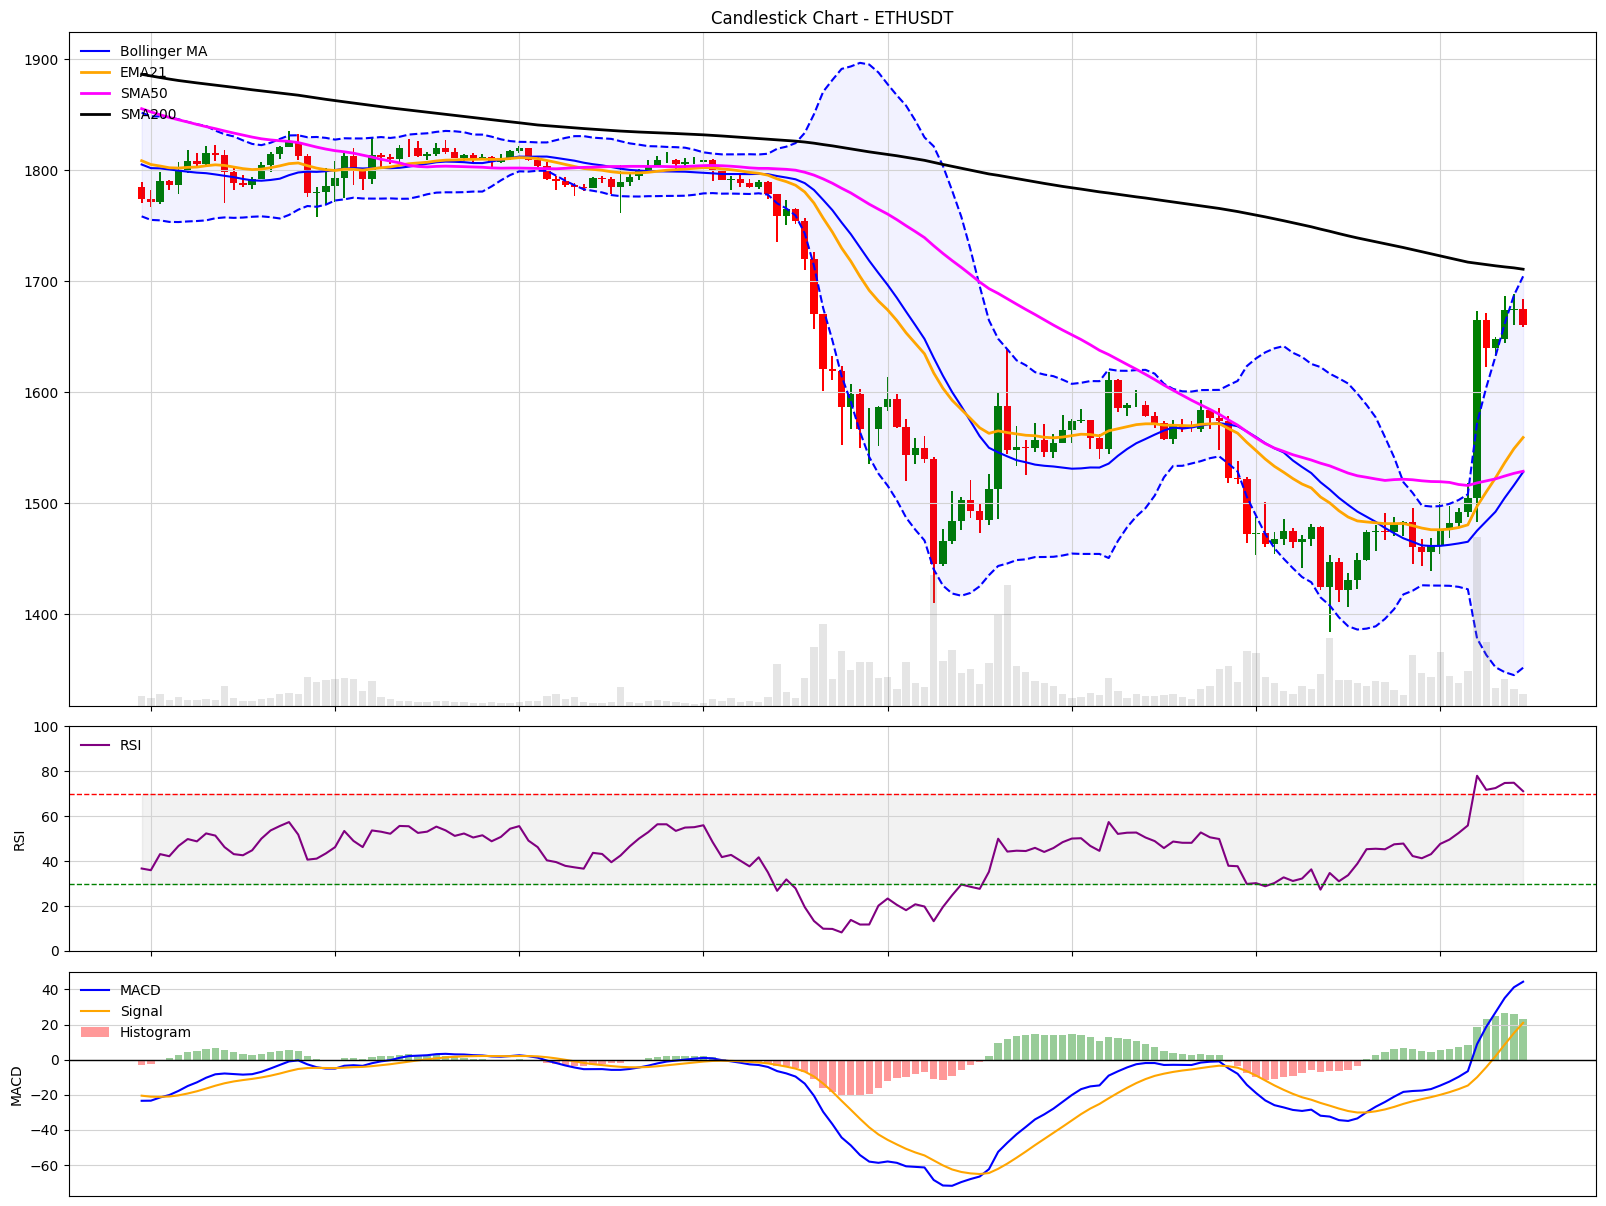 Candlestick Chart - ETHUSDT
Bollinger MA
EMA21
SMA50
SMA200
1900
1800
1700
1600
1500
1400
RSI
100
80
60
40
20
0
RSI
MACD
Signal
Histogram
40
20
0
−20
−40
−60
MACD